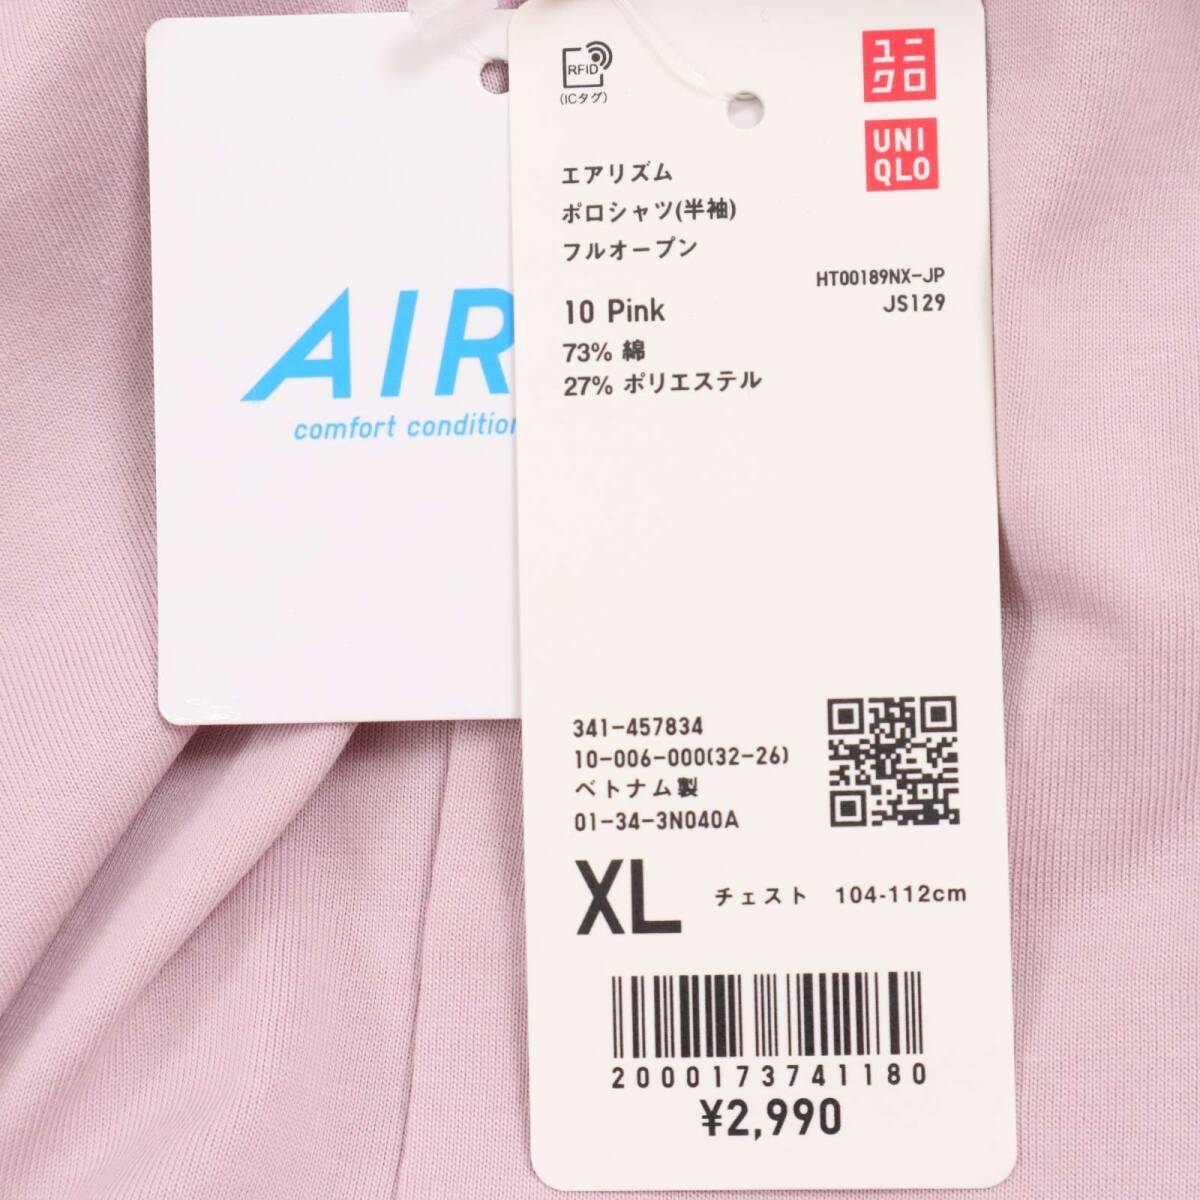 AIR
comfort condition
RFID
(ICタグ)
ユニ
クロ
UNI
QLO
エアリズム
ポロシャツ(半袖)
フルオープン
HT00189NX-JP
JS129
10 Pink
73% 綿
27% ポリエステル
341-457834
10-006-000(32-26)
ベトナム製
01-34-3N040A
XL チェスト 104-112cm
2000173741180
¥2,990